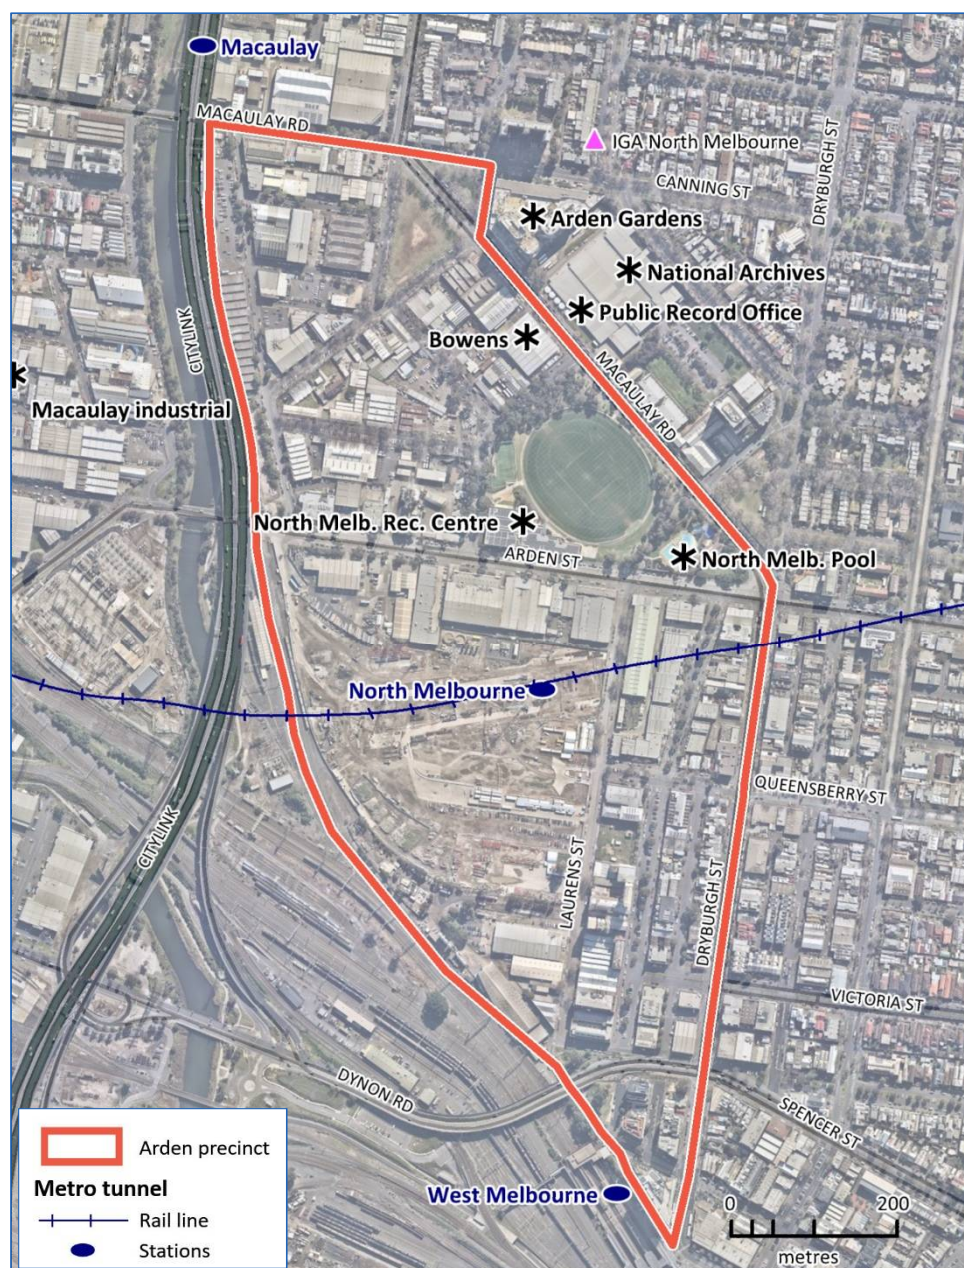 Macaulay
MACAULAY RD
IGA North Melbourne
CANNING ST
DRYBURGH ST
Arden Gardens
National Archives
Public Record Office
Bowens
CITYLINK
MACAULAY RD
Macaulay industrial
North Melb. Rec. Centre
ARDEN ST
North Melb. Pool
North Melbourne
QUEENSBERRY ST
CITYLINK
LAURENS ST
DRYBURGH ST
VICTORIA ST
DYNON RD
SPENCER ST
West Melbourne
Arden precinct
Metro tunnel
Rail line
Stations
0 200
metres